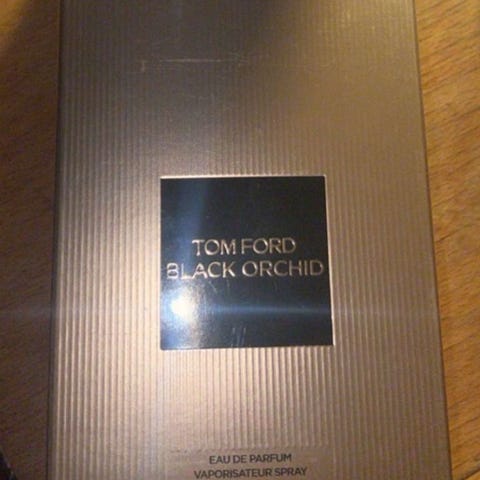 TOM FORD
BLACK ORCHID
EAU DE PARFUM
VAPORISATEUR SPRAY